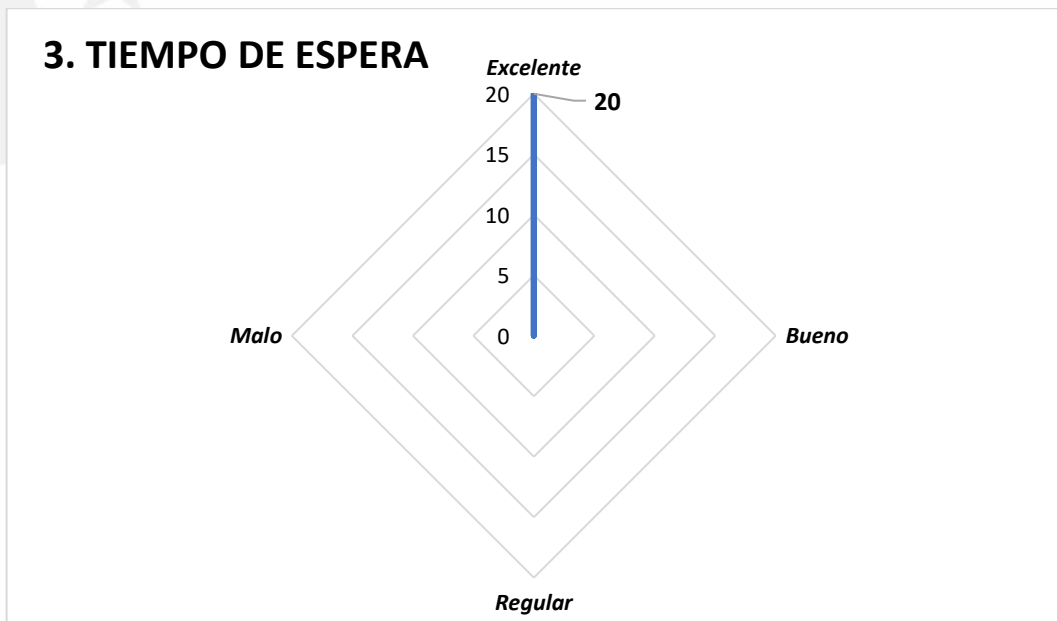 3. TIEMPO DE ESPERA
Excelente
20
20
15
10
5
0
Malo
Bueno
Regular